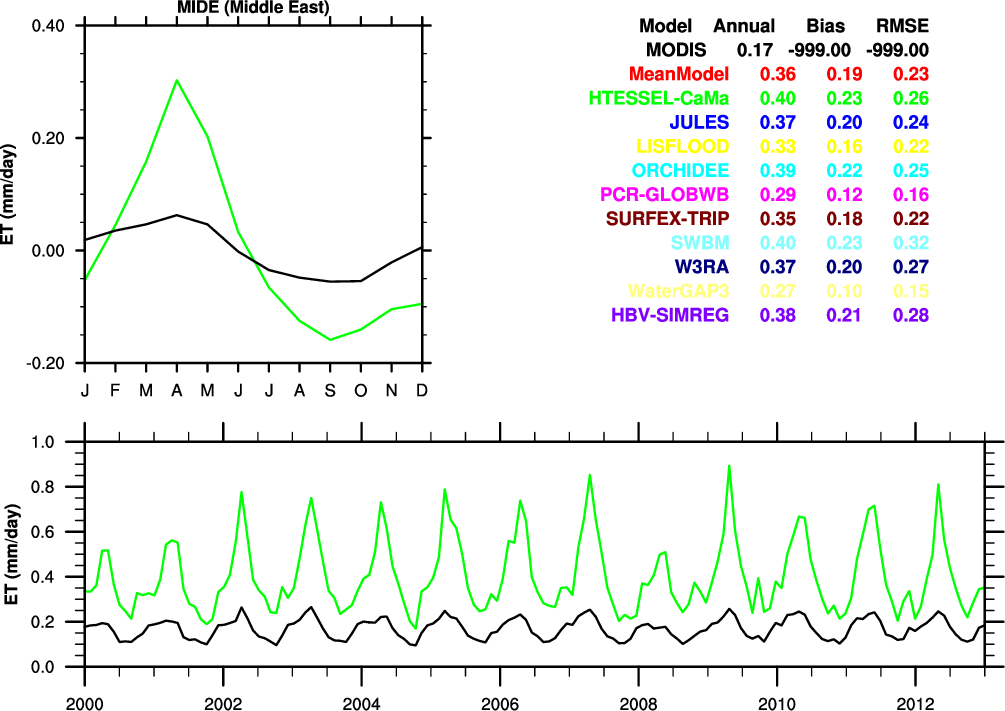 MIDE (Middle East)
0.40
0.20
0.00
-0.20
ET (mm/day)
J F M A M J J A S O N D
Model Annual Bias RMSE
MODIS 0.17 -999.00 -999.00
MeanModel 0.36 0.19 0.23
HTESSEL-CaMa 0.40 0.23 0.26
JULES 0.37 0.20 0.24
LISFLOOD 0.33 0.16 0.22
ORCHIDEE 0.39 0.22 0.25
PCR-GLOBWB 0.29 0.12 0.16
SURFEX-TRIP 0.35 0.18 0.22
SWBM 0.40 0.23 0.32
W3RA 0.37 0.20 0.27
WaterGAP3 0.27 0.10 0.15
HBV-SIMREG 0.38 0.21 0.28
1.0
0.8
0.6
0.4
0.2
0.0
ET (mm/day)
2000 2002 2004 2006 2008 2010 2012